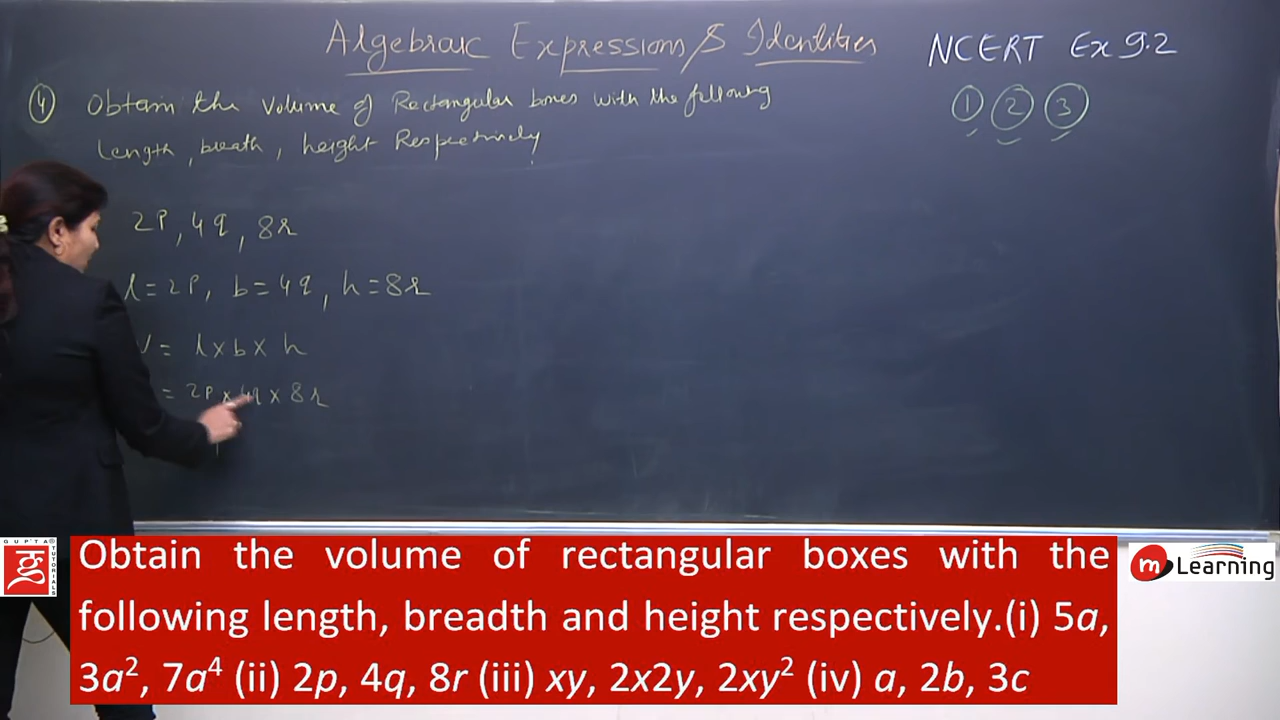 Algebraic Expressions & Identities
NCERT Ex 9.2
④ Obtain the volume of Rectangular boxes with the following
① ② ③
length, breath, height Respectively
2P, 4q, 8r
l=2P, b=4q, h=8r
V= l×b×h
= 2P×4q×8r
GUPTA® TUTORIALS
Obtain the volume of rectangular boxes with the
m Learning
following length, breadth and height respectively.(i) 5a,
3a², 7a⁴ (ii) 2p, 4q, 8r (iii) xy, 2x2y, 2xy² (iv) a, 2b, 3c